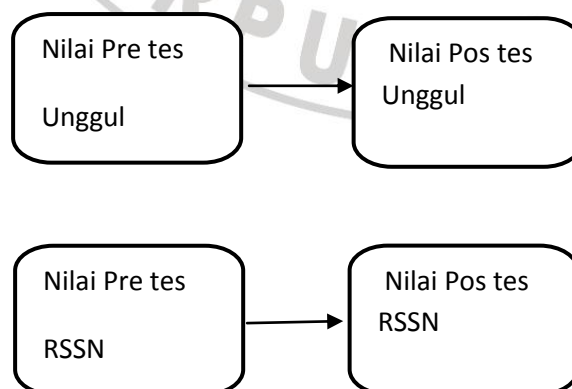 Nilai Pre tes
Unggul
Nilai Pos tes
Unggul
Nilai Pre tes
RSSN
Nilai Pos tes
RSSN